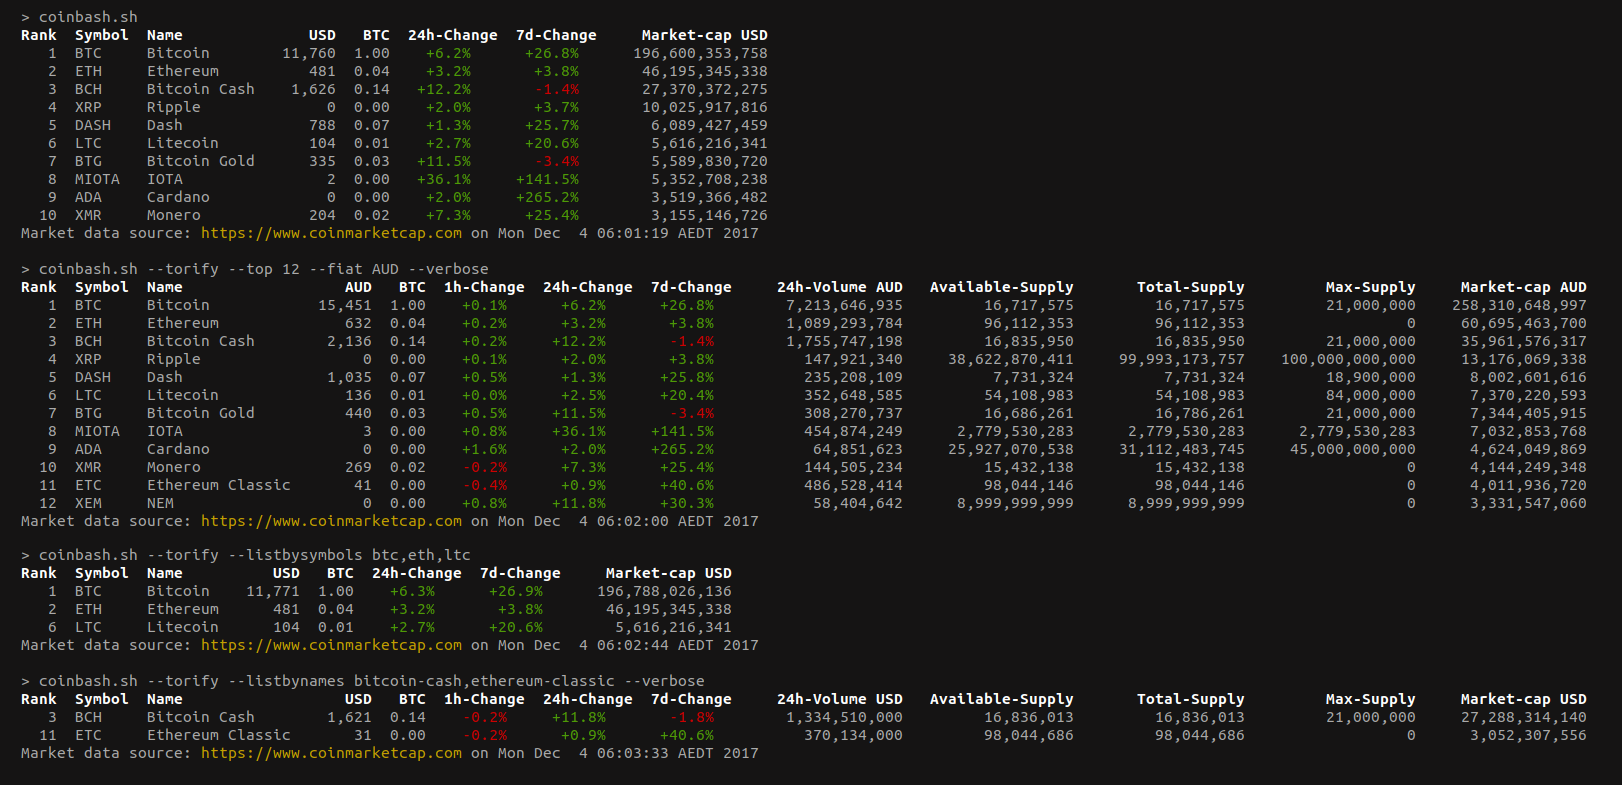 > coinbash.sh
Rank  Symbol  Name              USD   BTC  24h-Change  7d-Change     Market-cap USD
   1  BTC     Bitcoin        11,760  1.00    +6.2%      +26.8%      196,600,353,758
   2  ETH     Ethereum          481  0.04    +3.2%       +3.8%       46,195,345,338
   3  BCH     Bitcoin Cash    1,626  0.14   +12.2%       -1.4%       27,370,372,275
   4  XRP     Ripple              0  0.00    +2.0%       +3.7%       10,025,917,816
   5  DASH    Dash              788  0.07    +1.3%      +25.7%        6,089,427,459
   6  LTC     Litecoin          104  0.01    +2.7%      +20.6%        5,616,216,341
   7  BTG     Bitcoin Gold      335  0.03   +11.5%       -3.4%        5,589,830,720
   8  MIOTA   IOTA                2  0.00   +36.1%     +141.5%        5,352,708,238
   9  ADA     Cardano             0  0.00    +2.0%     +265.2%        3,519,366,482
  10  XMR     Monero            204  0.02    +7.3%      +25.4%        3,155,146,726
Market data source: https://www.coinmarketcap.com on Mon Dec  4 06:01:19 AEDT 2017
> coinbash.sh --torify --top 12 --fiat AUD --verbose
Rank  Symbol  Name                  AUD   BTC  1h-Change  24h-Change  7d-Change     24h-Volume AUD   Available-Supply       Total-Supply         Max-Supply     Market-cap AUD
   1  BTC     Bitcoin            15,451  1.00    +0.1%      +6.2%      +26.8%        7,213,646,935         16,717,575         16,717,575         21,000,000    258,310,648,997
   2  ETH     Ethereum              632  0.04    +0.2%      +3.2%       +3.8%        1,089,293,784         96,112,353         96,112,353                  0     60,695,463,700
   3  BCH     Bitcoin Cash        2,136  0.14    +0.2%     +12.2%       -1.4%        1,755,747,198         16,835,950         16,835,950         21,000,000     35,961,576,317
   4  XRP     Ripple                  0  0.00    +0.1%      +2.0%       +3.8%          147,921,340     38,622,870,411     99,993,173,757    100,000,000,000     13,176,069,338
   5  DASH    Dash                1,035  0.07    +0.5%      +1.3%      +25.8%          235,208,109          7,731,324          7,731,324         18,900,000      8,002,601,616
   6  LTC     Litecoin              136  0.01    +0.0%      +2.5%      +20.4%          352,648,585         54,108,983         54,108,983         84,000,000      7,370,220,593
   7  BTG     Bitcoin Gold          440  0.03    +0.5%     +11.5%       -3.4%          308,270,737         16,686,261         16,786,261         21,000,000      7,344,405,915
   8  MIOTA   IOTA                    3  0.00    +0.8%     +36.1%     +141.5%          454,874,249      2,779,530,283      2,779,530,283      2,779,530,283      7,032,853,768
   9  ADA     Cardano                 0  0.00    +1.6%      +2.0%     +265.2%           64,851,623     25,927,070,538     31,112,483,745     45,000,000,000      4,624,049,869
  10  XMR     Monero                269  0.02    -0.2%      +7.3%      +25.4%          144,505,234         15,432,138         15,432,138                  0      4,144,249,348
  11  ETC     Ethereum Classic       41  0.00    -0.4%      +0.9%      +40.6%          486,528,414         98,044,146         98,044,146                  0      4,011,936,720
  12  XEM     NEM                     0  0.00    +0.8%     +11.8%      +30.3%           58,404,642      8,999,999,999      8,999,999,999                  0      3,331,547,060
Market data source: https://www.coinmarketcap.com on Mon Dec  4 06:02:00 AEDT 2017
> coinbash.sh --torify --listbysymbols btc,eth,ltc
Rank  Symbol  Name          USD   BTC  24h-Change  7d-Change     Market-cap USD
   1  BTC     Bitcoin    11,771  1.00    +6.3%      +26.9%      196,788,026,136
   2  ETH     Ethereum      481  0.04    +3.2%       +3.8%       46,195,345,338
   6  LTC     Litecoin      104  0.01    +2.7%      +20.6%        5,616,216,341
Market data source: https://www.coinmarketcap.com on Mon Dec  4 06:02:44 AEDT 2017
> coinbash.sh --torify --listbynames bitcoin-cash,ethereum-classic --verbose
Rank  Symbol  Name                  USD   BTC  1h-Change  24h-Change  7d-Change     24h-Volume USD   Available-Supply       Total-Supply         Max-Supply     Market-cap USD
   3  BCH     Bitcoin Cash        1,621  0.14    -0.2%     +11.8%       -1.8%        1,334,510,000         16,836,013         16,836,013         21,000,000     27,288,314,140
  11  ETC     Ethereum Classic       31  0.00    -0.2%      +0.9%      +40.6%          370,134,000         98,044,686         98,044,686                  0      3,052,307,556
Market data source: https://www.coinmarketcap.com on Mon Dec  4 06:03:33 AEDT 2017